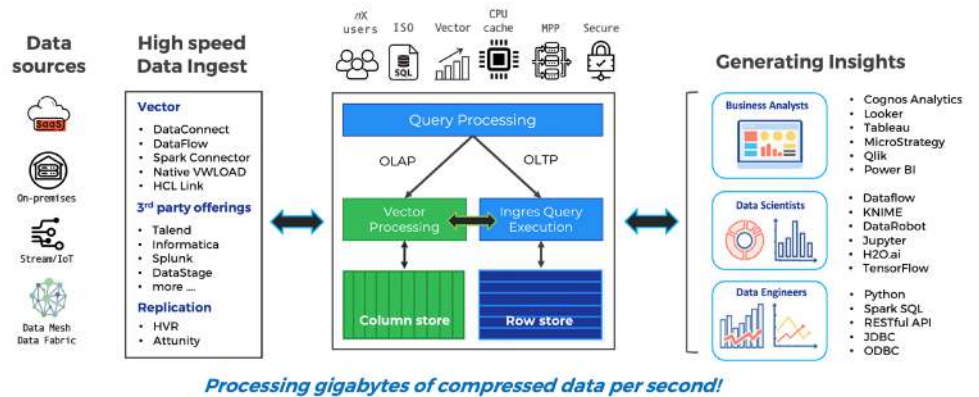 Data
sources
SaaS
On-premises
Stream/IoT
Data Mesh
Data Fabric
High speed
Data Ingest
Vector
• DataConnect
• DataFlow
• Spark Connector
• Native VWLOAD
• HCL Link
3rd party offerings
• Talend
• Informatica
• Splunk
• DataStage
• more ....
Replication
• HVR
• Attunity
nX
users
ISO
SQL
Vector
CPU
cache
MPP
Secure
Query Processing
OLAP
OLTP
Vector
Processing
Ingres Query
Execution
Column store
Row store
Generating Insights
Business Analysts
• Cognos Analytics
• Looker
• Tableau
• MicroStrategy
• Qlik
• Power BI
Data Scientists
• Dataflow
• KNIME
• DataRobot
• Jupyter
• H2O.ai
• TensorFlow
Data Engineers
• Python
• Spark SQL
• RESTful API
• JDBC
• ODBC
Processing gigabytes of compressed data per second!